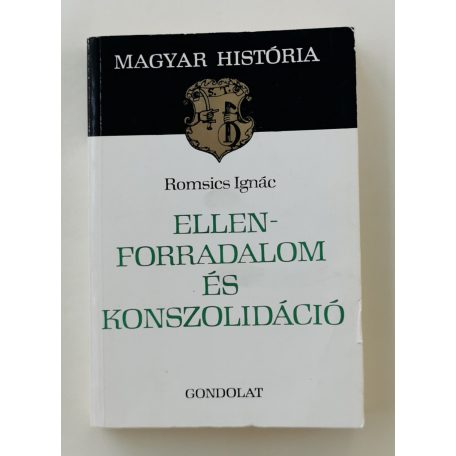 MAGYAR HISTÓRIA
S. T.
Romsics Ignác
ELLEN-
FORRADALOM
ÉS
KONSZOLIDÁCIÓ
GONDOLAT